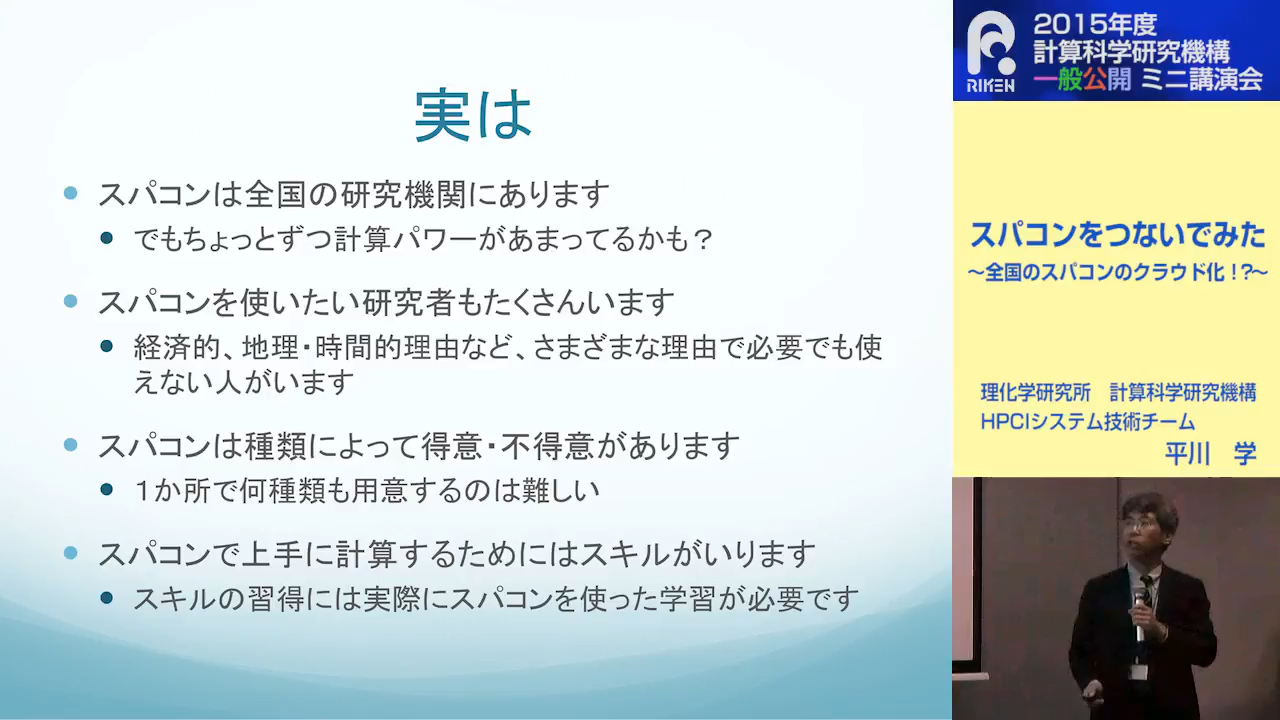 実は
スパコンは全国の研究機関にあります
でもちょっとずつ計算パワーがあまってるかも？
スパコンを使いたい研究者もたくさんいます
経済的、地理・時間的理由など、さまざまな理由で必要でも使
えない人がいます
スパコンは種類によって得意・不得意があります
１か所で何種類も用意するのは難しい
スパコンで上手に計算するためにはスキルがいります
スキルの習得には実際にスパコンを使った学習が必要です
RIKEN
2015年度
計算科学研究機構
一般公開 ミニ講演会
スパコンをつないでみた
～全国のスパコンのクラウド化！?～
理化学研究所　計算科学研究機構
HPCIシステム技術チーム
平川　学